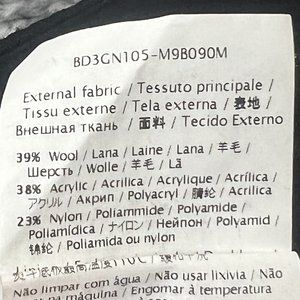 BD3GN105-M9B090M
External fabric / Tessuto principale /
Tissu externe / Tela externa / 表地 /
Внешная ткань / 面料 / Tecido Externo
39% Wool / Lana / Laine / Lana / 羊毛 /
Шерсть / Wolle / 羊毛 / Lã
38% Acrylic / Acrilica / Acrylique / Acrílica /
アクリル / Акрил / Polyacryl / 腈纶 / Acrílico
23% Nylon / Poliammide / Polyamide /
Poliamídica / ナイロン / Нейпон / Polyamid /
锦纶 / Poliamida ou nylon
Não limpar com água / Não usar lixivia / Não
na máquina / Engomar à temperatura